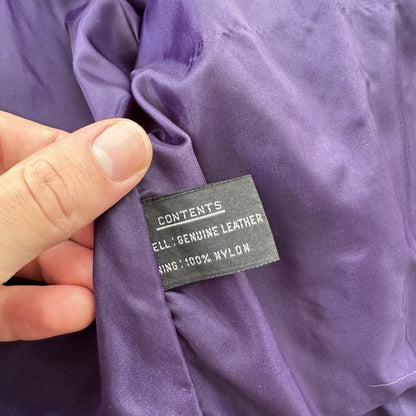 CONTENTS
ELL: GENUINE LEATHER
NING: 100% NYLON